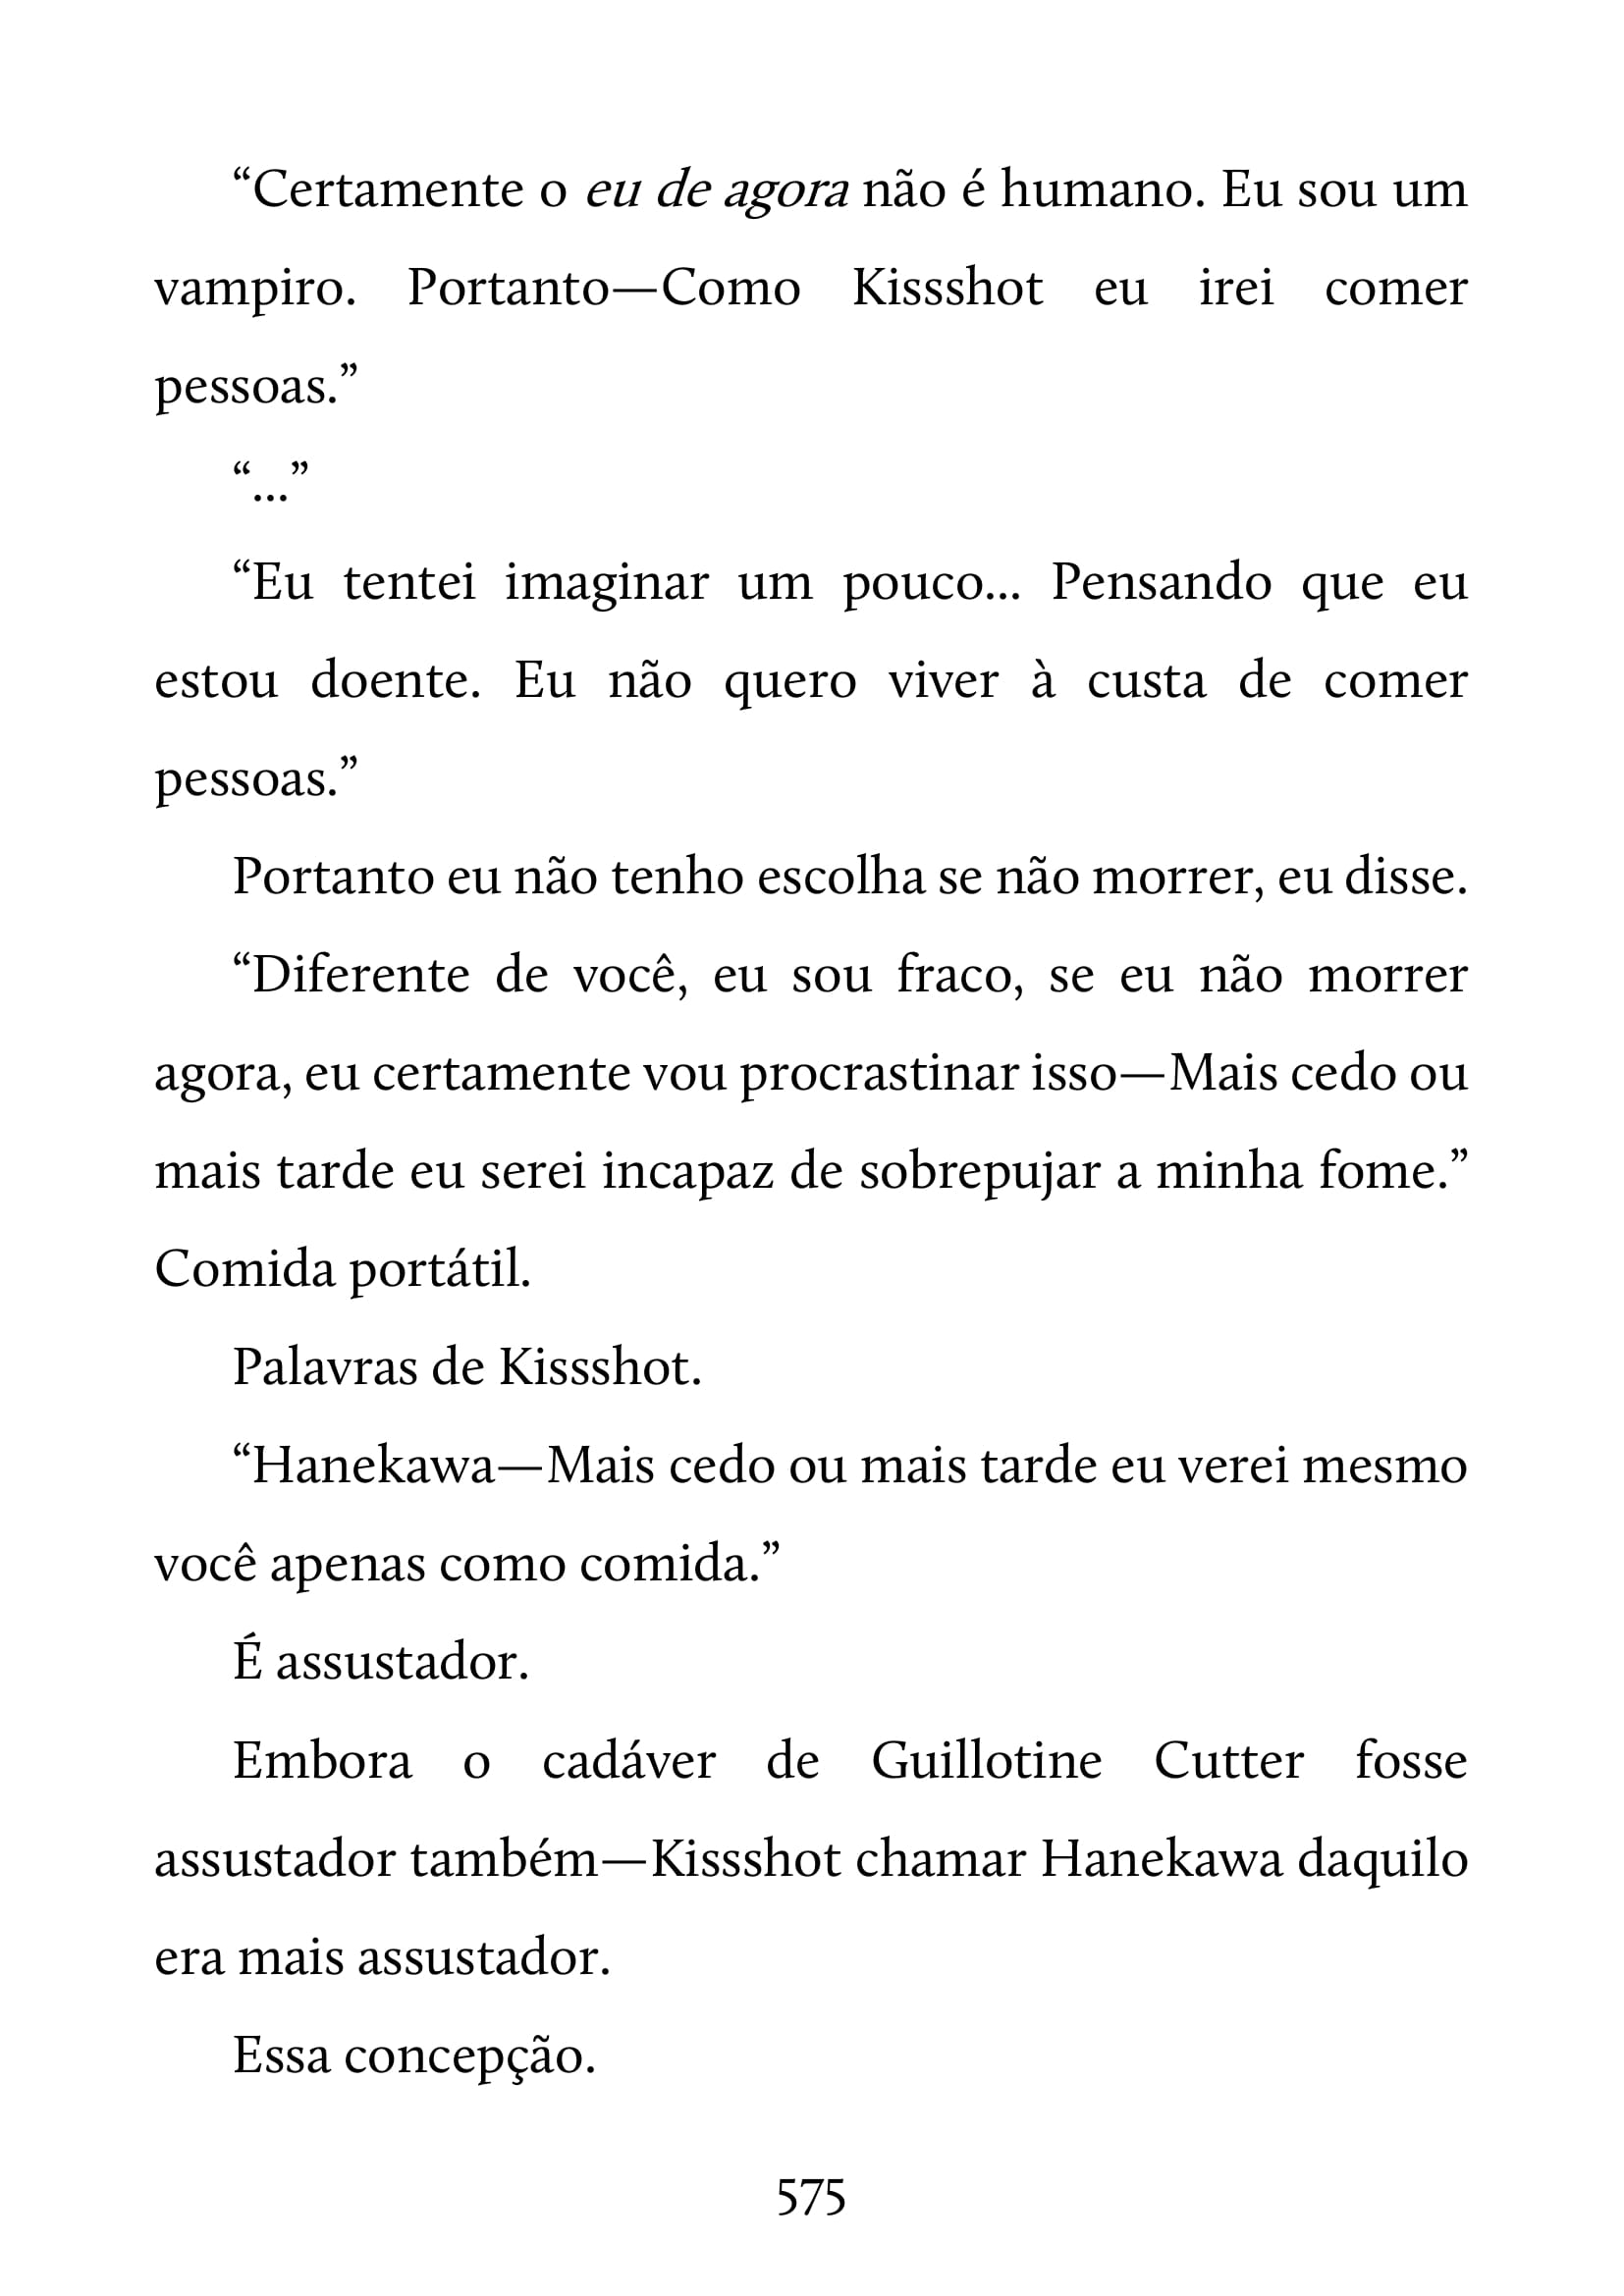 “Certamente o eu de agora não é humano. Eu sou um
vampiro. Portanto—Como Kissshot eu irei comer
pessoas.”
“...”
“Eu tentei imaginar um pouco... Pensando que eu
estou doente. Eu não quero viver à custa de comer
pessoas.”
Portanto eu não tenho escolha se não morrer, eu disse.
“Diferente de você, eu sou fraco, se eu não morrer
agora, eu certamente vou procrastinar isso—Mais cedo ou
mais tarde eu serei incapaz de sobrepujar a minha fome.”
Comida portátil.
Palavras de Kissshot.
“Hanekawa—Mais cedo ou mais tarde eu verei mesmo
você apenas como comida.”
É assustador.
Embora o cadáver de Guillotine Cutter fosse
assustador também—Kissshot chamar Hanekawa daquilo
era mais assustador.
Essa concepção.
575